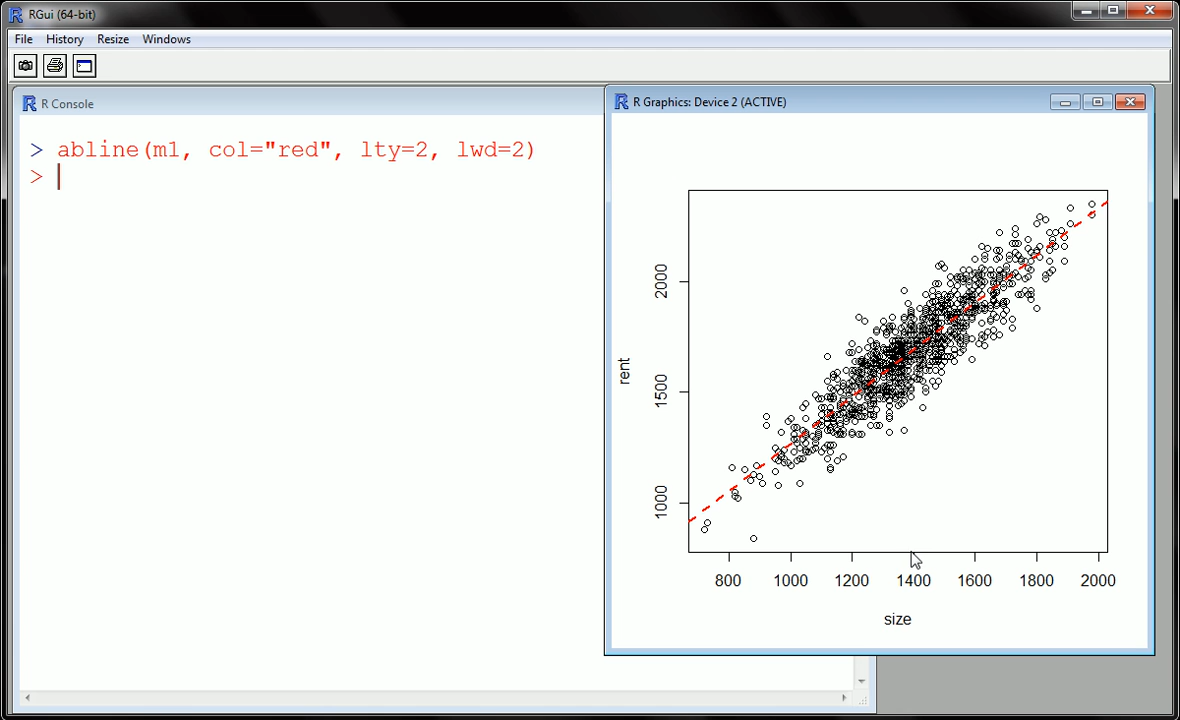 RGui (64-bit)
File History Resize Windows
R Console
> abline(m1, col="red", lty=2, lwd=2)
>
R Graphics: Device 2 (ACTIVE)
2000
1500
1000
rent
800 1000 1200 1400 1600 1800 2000
size